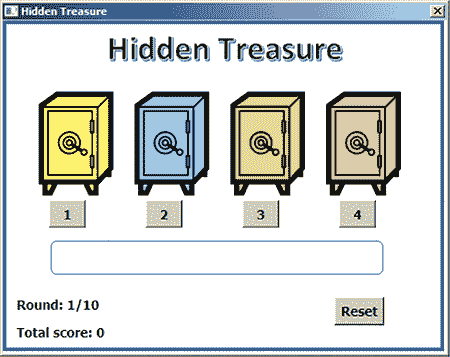 Hidden Treasure
Hidden Treasure
1 2 3 4
Round: 1/10
Reset
Total score: 0